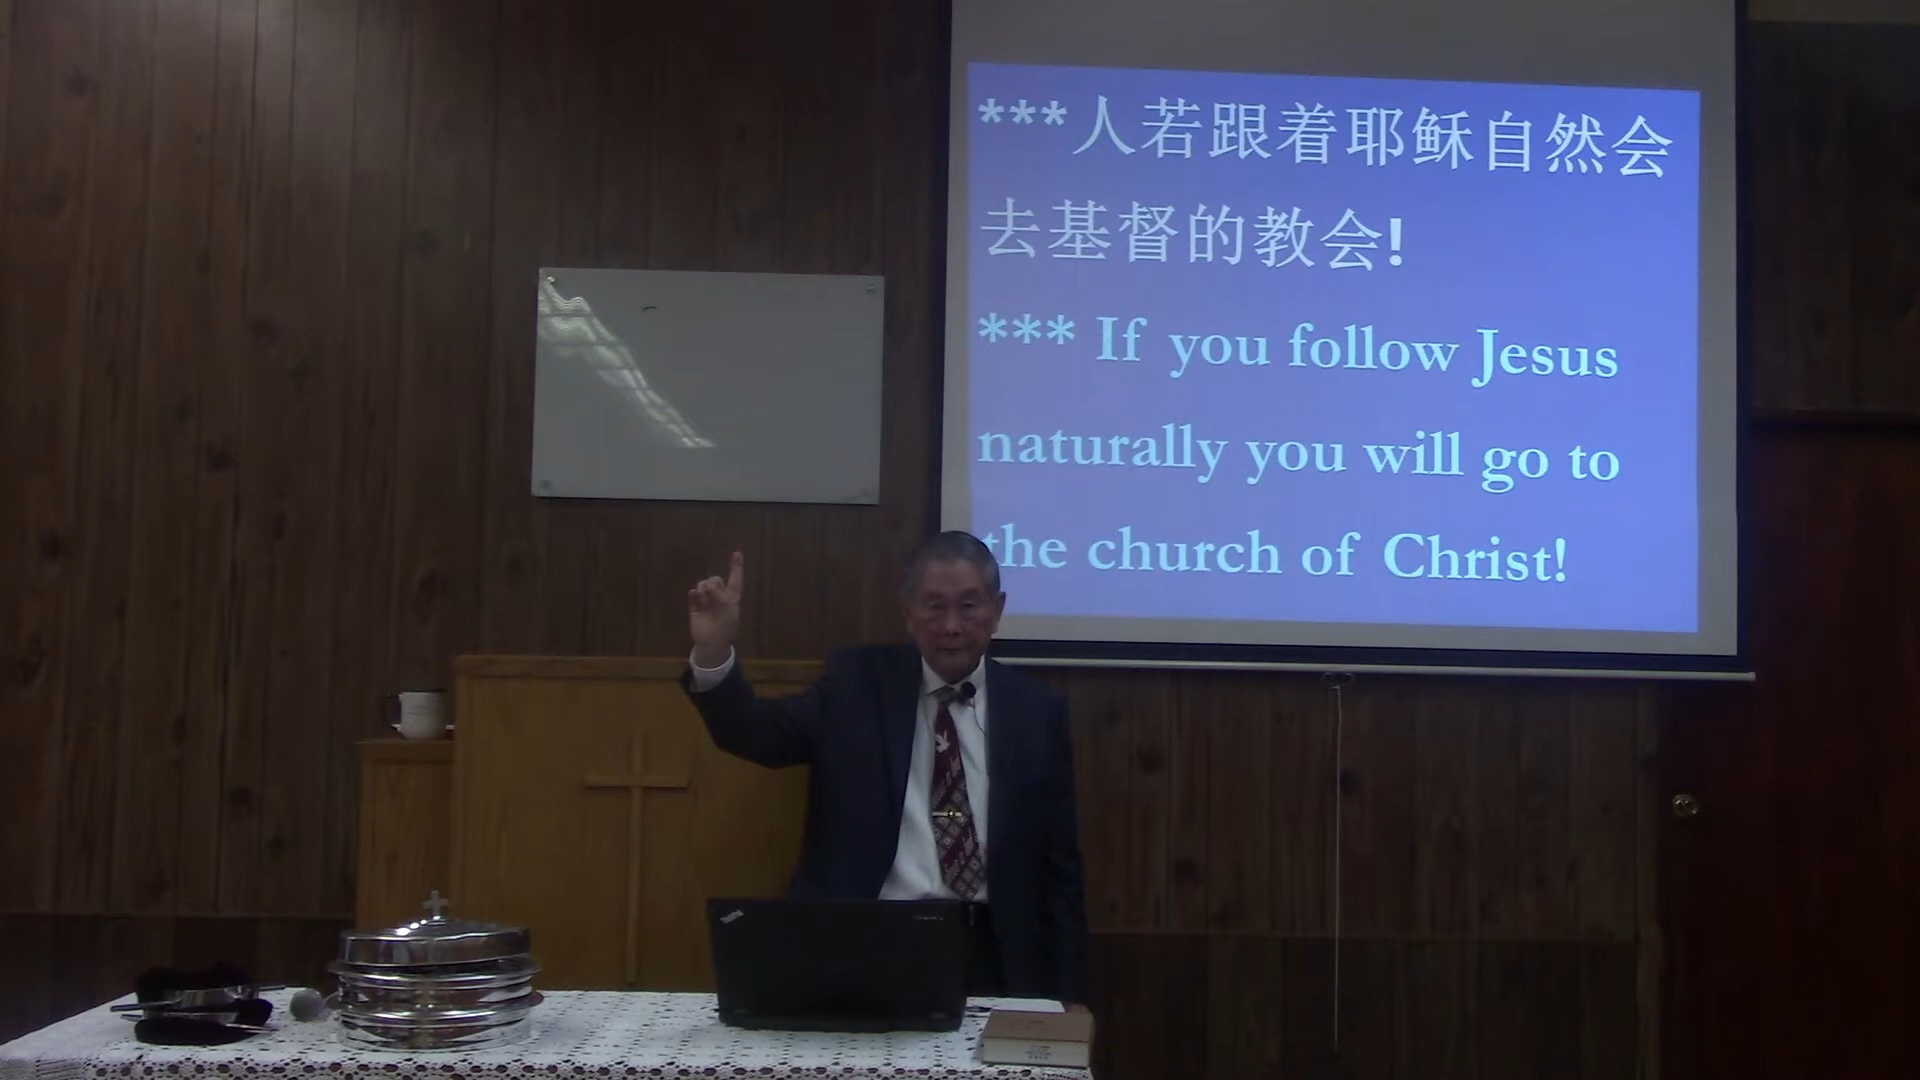 ***人若跟着耶稣自然会
去基督的教会!
*** If you follow Jesus
naturally you will go to
the church of Christ!
ThinkPad